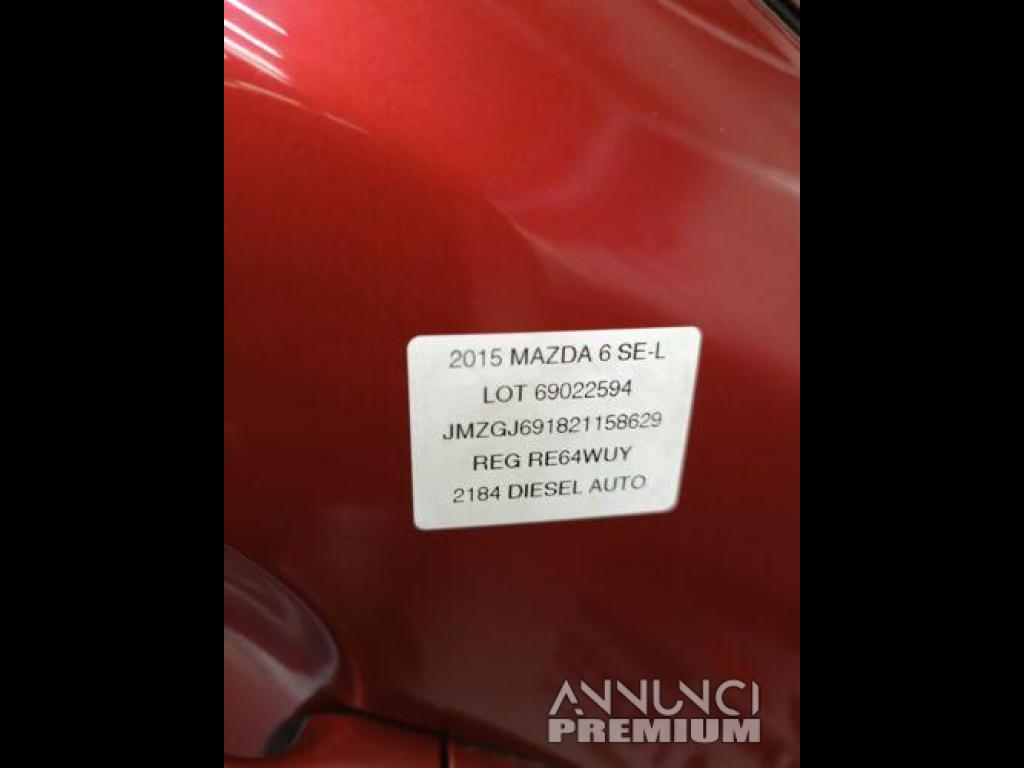 2015 MAZDA 6 SE-L
LOT 69022594
JMZGJ691821158629
REG RE64WUY
2184 DIESEL AUTO
ANNUNCI
PREMIUM